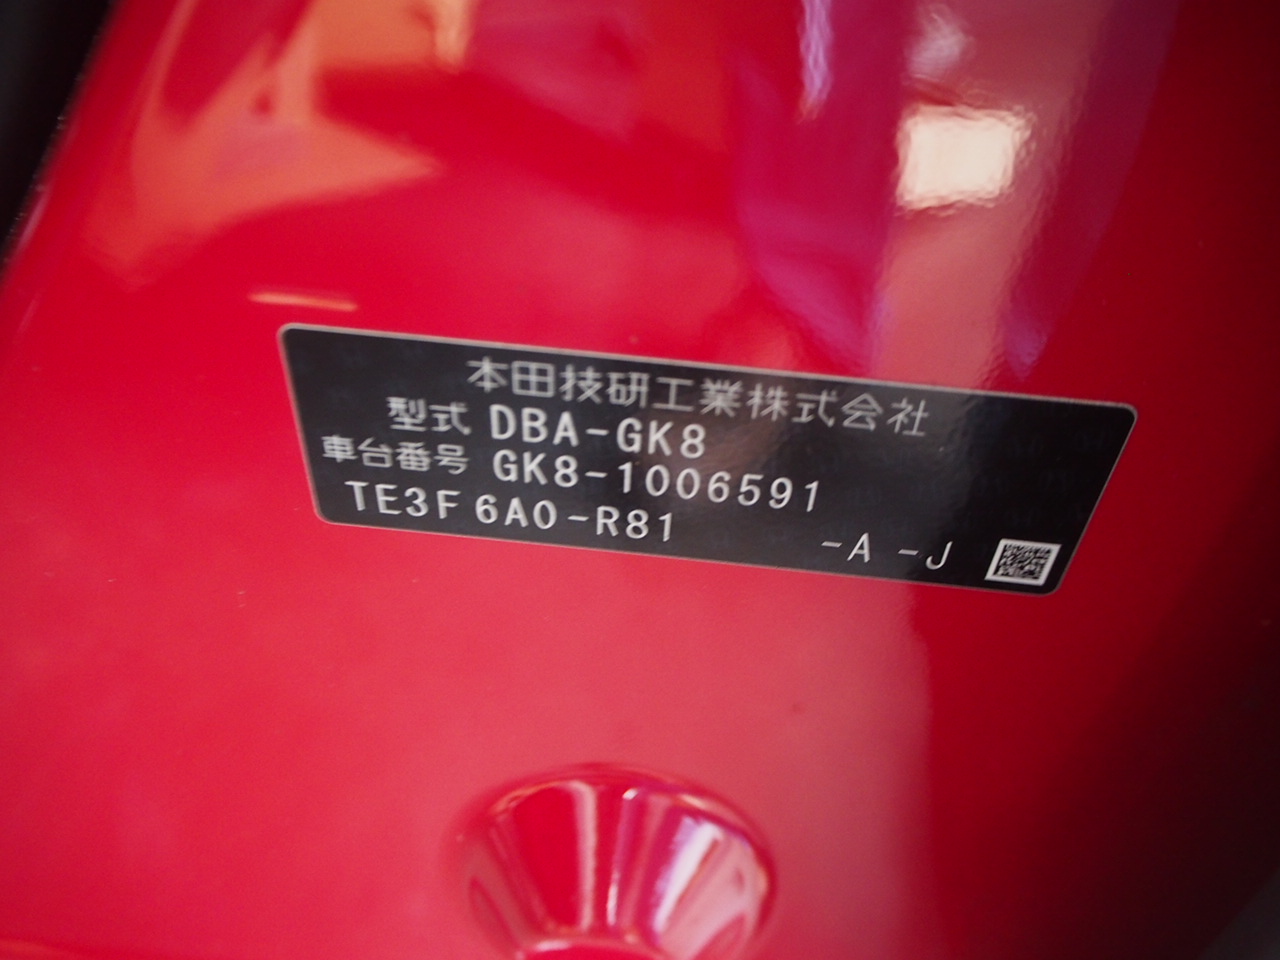 本田技研工業株式会社
型式 DBA-GK8
車台番号 GK8-1006591
TE3F 6A0-R81 -A -J